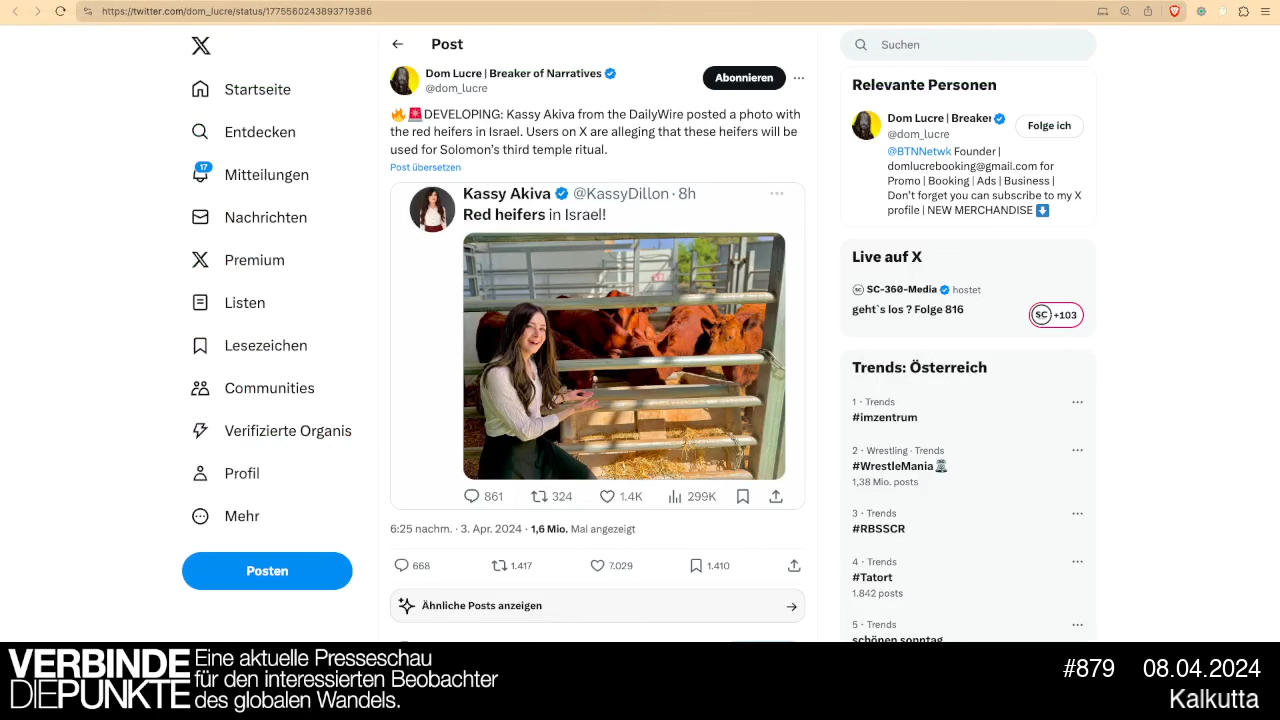 https://twitter.com/dom_lucre/status/1775560243893719386
Startseite
Entdecken
17
Mitteilungen
Nachrichten
Premium
Listen
Lesezeichen
Communities
Verifizierte Organis
Profil
Mehr
Posten
Post
Dom Lucre | Breaker of Narratives
@dom_lucre
Abonnieren
🔥🚨DEVELOPING: Kassy Akiva from the DailyWire posted a photo with
the red heifers in Israel. Users on X are alleging that these heifers will be
used for Solomon's third temple ritual.
Post übersetzen
Kassy Akiva @KassyDillon · 8h
Red heifers in Israel!
861 324 1.4K 299K
6:25 nachm. · 3. Apr. 2024 · 1,6 Mio. Mal angezeigt
668 1.417 7.029 1.410
Ähnliche Posts anzeigen
Suchen
Relevante Personen
Dom Lucre | Breaker
@dom_lucre
Folge ich
@BTNNetwk Founder |
domlucrebooking@gmail.com for
Promo | Booking | Ads | Business |
Don't forget you can subscribe to my X
profile | NEW MERCHANDISE ⬇️
Live auf X
SC SC-360-Media hostet
geht`s los ? Folge 816
SC +103
Trends: Österreich
1 · Trends
#imzentrum
2 · Wrestling · Trends
#WrestleMania
1,38 Mio. posts
3 · Trends
#RBSSCR
4 · Trends
#Tatort
1.842 posts
5 · Trends
schönen sonntag
VERBINDE
DIEPUNKTE
Eine aktuelle Presseschau
für den interessierten Beobachter
des globalen Wandels.
#879 08.04.2024
Kalkutta